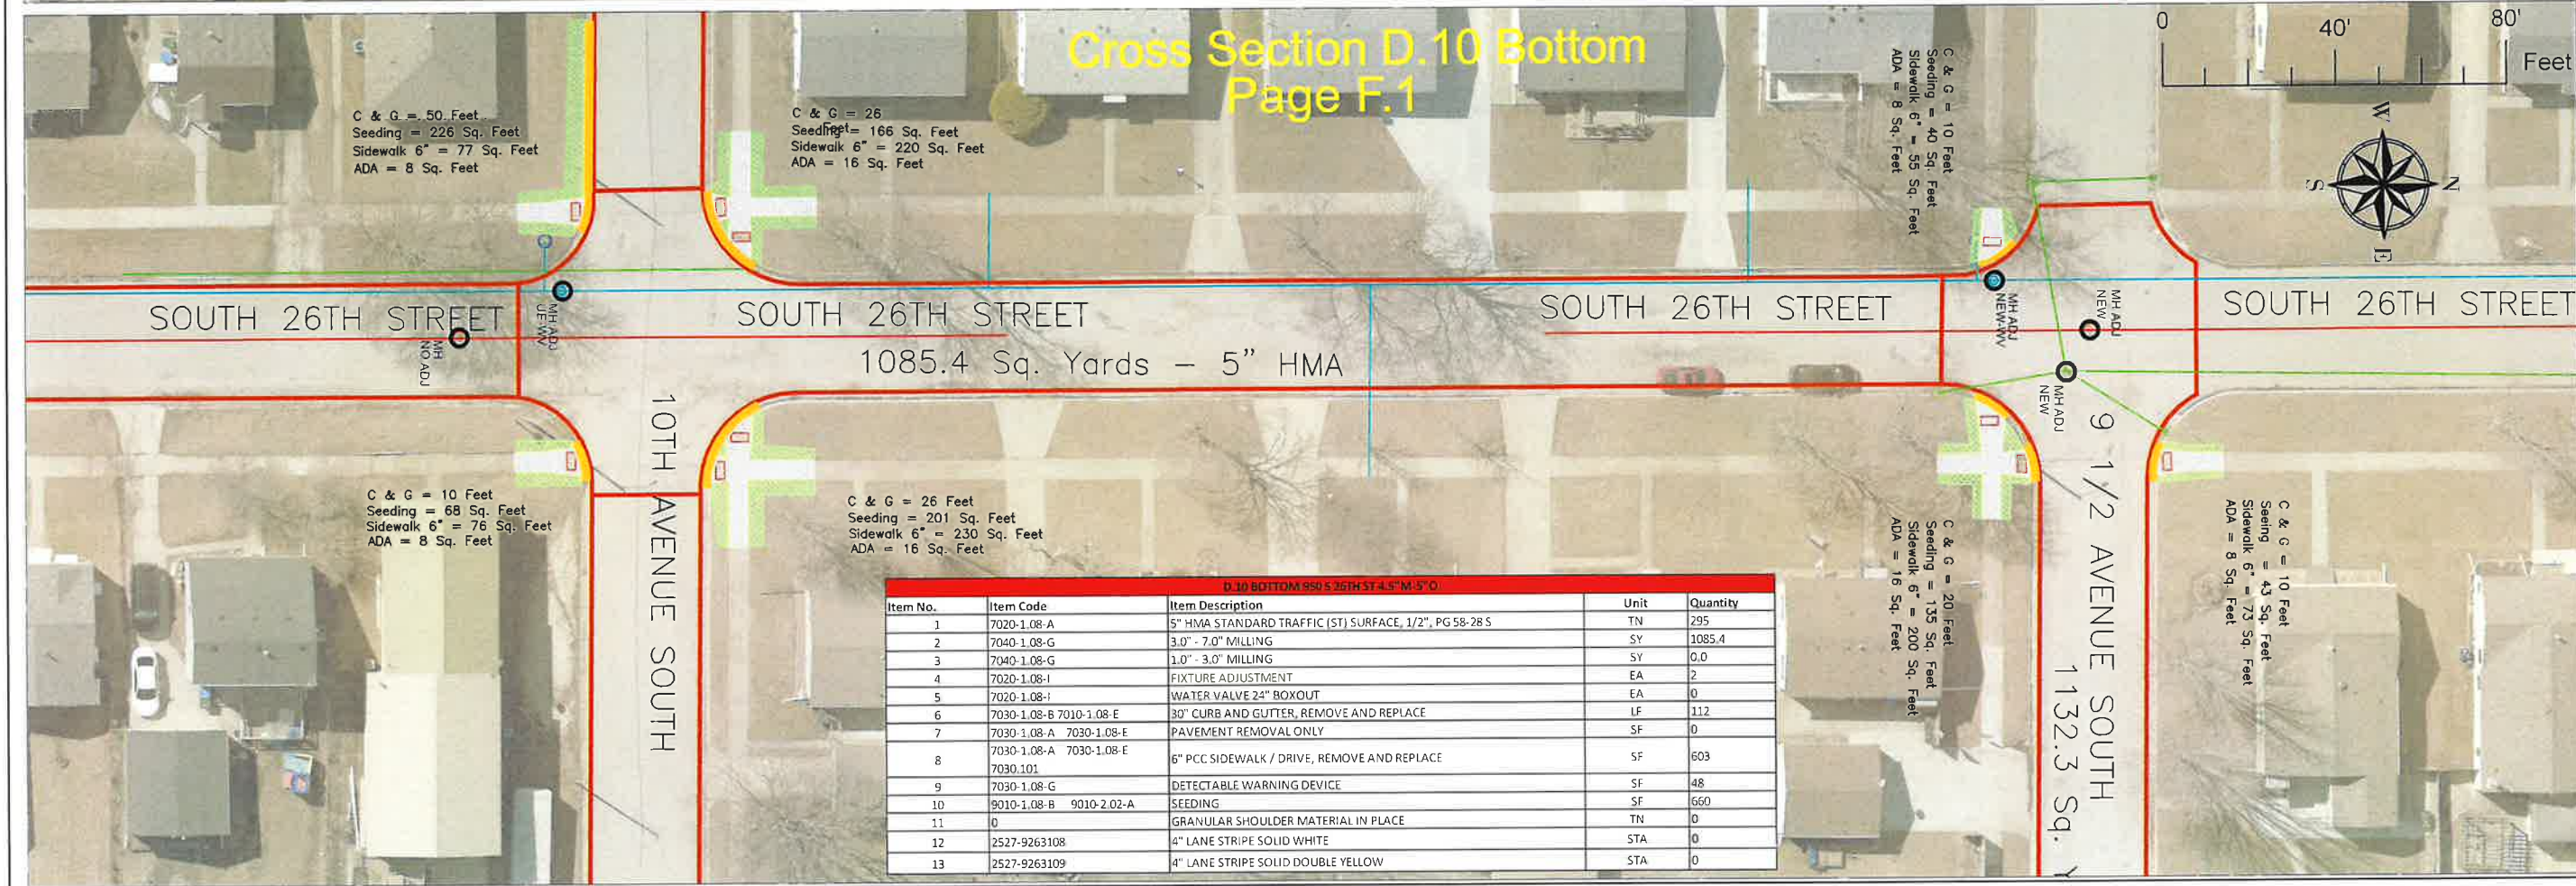 Cross Section D.10 Bottom
Page F.1
0 40' 80'
Feet
W
S N
E
C & G = 50 Feet
Seeding = 226 Sq. Feet
Sidewalk 6" = 77 Sq. Feet
ADA = 8 Sq. Feet
C & G = 26
Feet
Seeding = 166 Sq. Feet
Sidewalk 6" = 220 Sq. Feet
ADA = 16 Sq. Feet
C & G = 10 Feet
Seeding = 40 Sq. Feet
Sidewalk 6" = 55 Sq. Feet
ADA = 8 Sq. Feet
SOUTH 26TH STREET
SOUTH 26TH STREET
SOUTH 26TH STREET
SOUTH 26TH STREET
MH
NO ADJ
MH ADJ
UE-WV
MH ADJ
NEW-WV
MH ADJ
NEW
MH ADJ
NEW
1085.4 Sq. Yards – 5" HMA
10TH AVENUE SOUTH
9 1/2 AVENUE SOUTH
1132.3 Sq. Y
C & G = 10 Feet
Seeding = 68 Sq. Feet
Sidewalk 6" = 76 Sq. Feet
ADA = 8 Sq. Feet
C & G = 26 Feet
Seeding = 201 Sq. Feet
Sidewalk 6" = 230 Sq. Feet
ADA = 16 Sq. Feet
C & G = 20 Feet
Seeding = 135 Sq. Feet
Sidewalk 6" = 200 Sq. Feet
ADA = 16 Sq. Feet
C & G = 10 Feet
Seeing = 43 Sq. Feet
Sidewalk 6" = 73 Sq. Feet
ADA = 8 Sq. Feet
D.10 BOTTOM 950 S 26TH ST 4.5"M-5"O
Item No. Item Code Item Description Unit Quantity
1 7020-1.08-A 5" HMA STANDARD TRAFFIC (ST) SURFACE, 1/2", PG 58-28 S TN 295
2 7040-1.08-G 3.0" - 7.0" MILLING SY 1085.4
3 7040-1.08-G 1.0" - 3.0" MILLING SY 0.0
4 7020-1.08-I FIXTURE ADJUSTMENT EA 2
5 7020-1.08-I WATER VALVE 24" BOXOUT EA 0
6 7030-1.08-B 7010-1.08-E 30" CURB AND GUTTER, REMOVE AND REPLACE LF 112
7 7030-1.08-A 7030-1.08-E PAVEMENT REMOVAL ONLY SF 0
8 7030-1.08-A 7030-1.08-E 7030.101 6" PCC SIDEWALK / DRIVE, REMOVE AND REPLACE SF 603
9 7030-1.08-G DETECTABLE WARNING DEVICE SF 48
10 9010-1.08-B 9010-2.02-A SEEDING SF 660
11 0 GRANULAR SHOULDER MATERIAL IN PLACE TN 0
12 2527-9263108 4" LANE STRIPE SOLID WHITE STA 0
13 2527-9263109 4" LANE STRIPE SOLID DOUBLE YELLOW STA 0